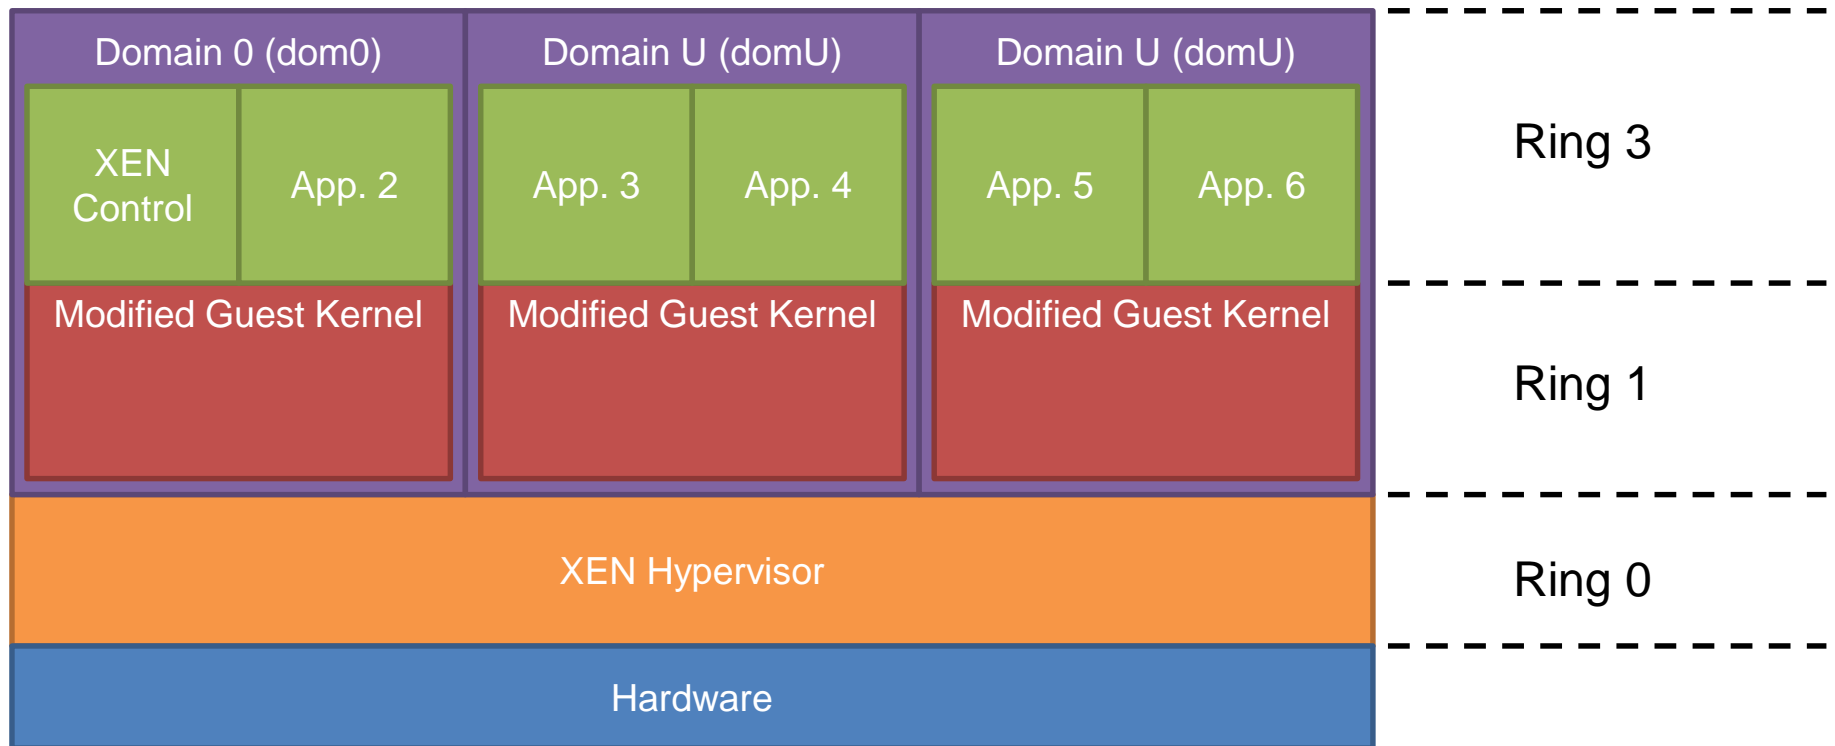 Domain 0 (dom0)
Domain U (domU)
Domain U (domU)
XEN
Control
App. 2
App. 3
App. 4
App. 5
App. 6
Ring 3
Modified Guest Kernel
Modified Guest Kernel
Modified Guest Kernel
Ring 1
XEN Hypervisor
Ring 0
Hardware